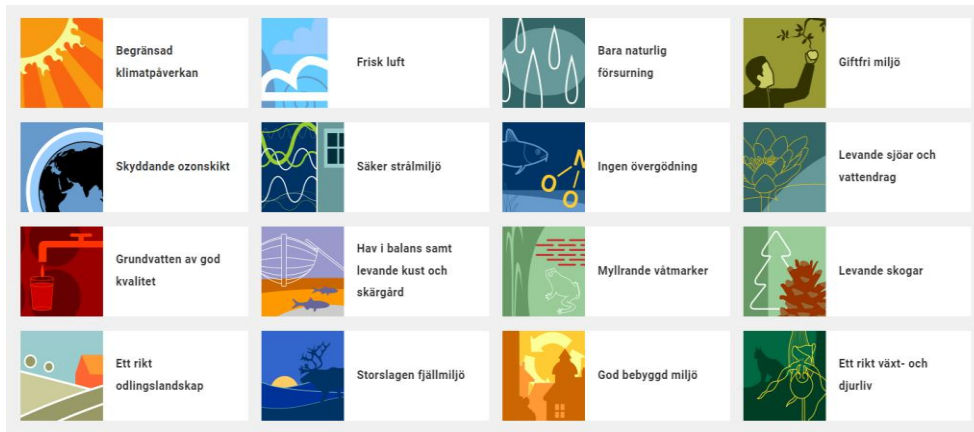 Begränsad
klimatpåverkan
Frisk luft
Bara naturlig
försurning
Giftfri miljö
Skyddande ozonskikt
Säker strålmiljö
Ingen övergödning
N
O
O
Levande sjöar och
vattendrag
Grundvatten av god
kvalitet
Hav i balans samt
levande kust och
skärgård
Myllrande våtmarker
Levande skogar
Ett rikt
odlingslandskap
Storslagen fjällmiljö
God bebyggd miljö
Ett rikt växt- och
djurliv